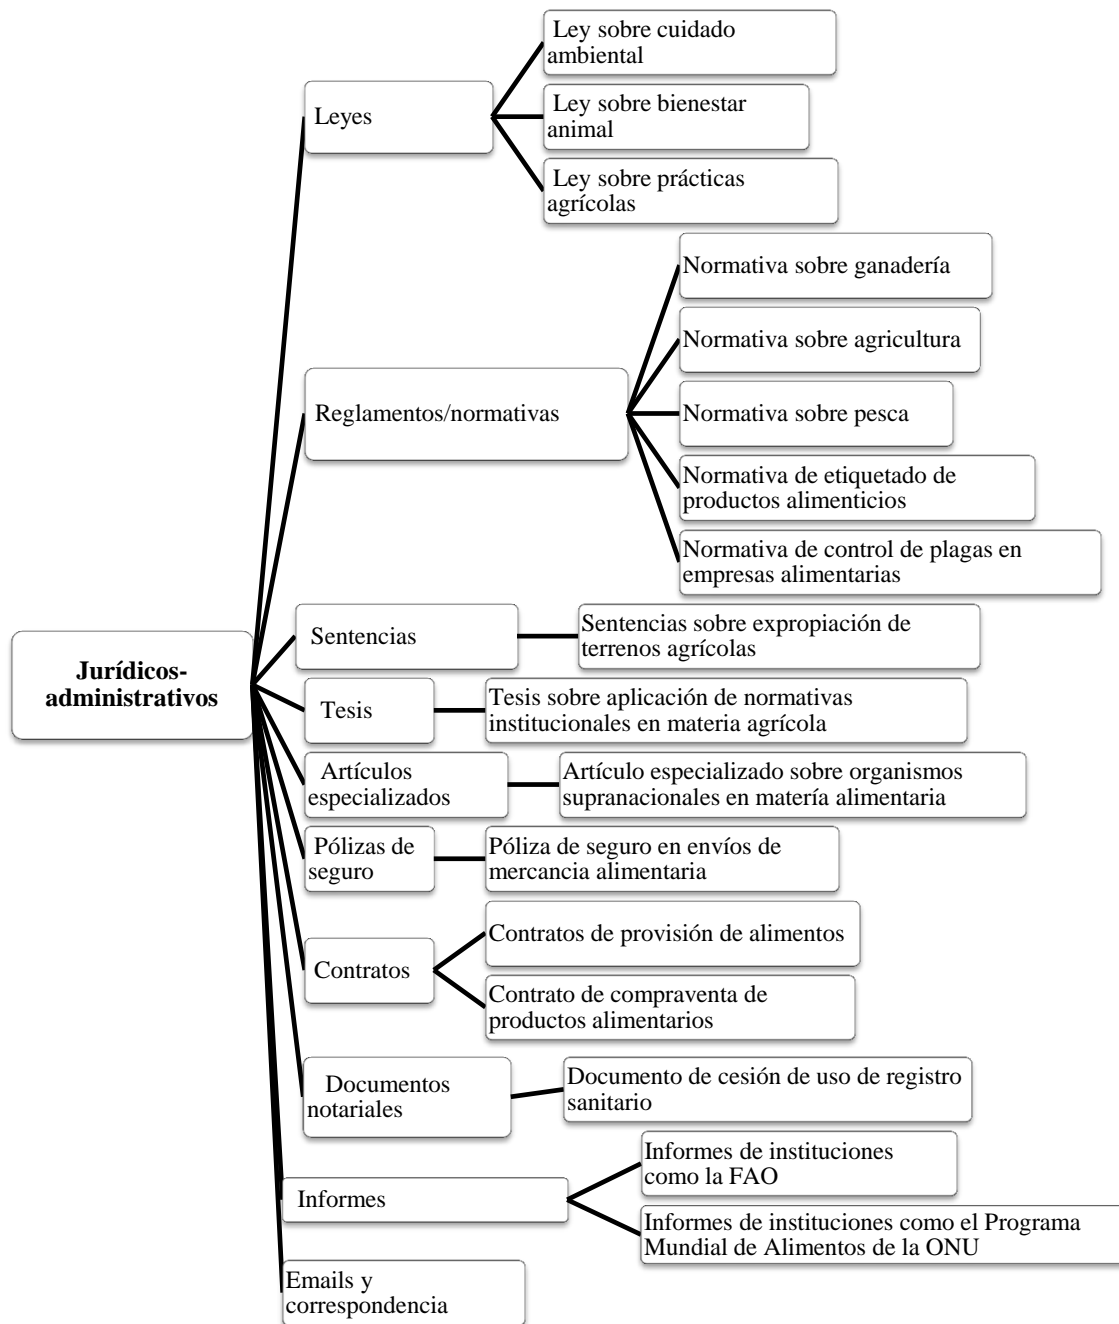 Ley sobre cuidado
ambiental
Leyes
Ley sobre bienestar
animal
Ley sobre prácticas
agrícolas
Normativa sobre ganadería
Normativa sobre agricultura
Reglamentos/normativas
Normativa sobre pesca
Normativa de etiquetado de
productos alimenticios
Normativa de control de plagas en
empresas alimentarias
Jurídicos-
administrativos
Sentencias
Sentencias sobre expropiación de
terrenos agrícolas
Tesis
Tesis sobre aplicación de normativas
institucionales en materia agrícola
Artículos
especializados
Artículo especializado sobre organismos
supranacionales en matería alimentaria
Pólizas de
seguro
Póliza de seguro en envíos de
mercancia alimentaria
Contratos
Contratos de provisión de alimentos
Contrato de compraventa de
productos alimentarios
Documentos
notariales
Documento de cesión de uso de registro
sanitario
Informes
Informes de instituciones
como la FAO
Informes de instituciones como el Programa
Mundial de Alimentos de la ONU
Emails y
correspondencia